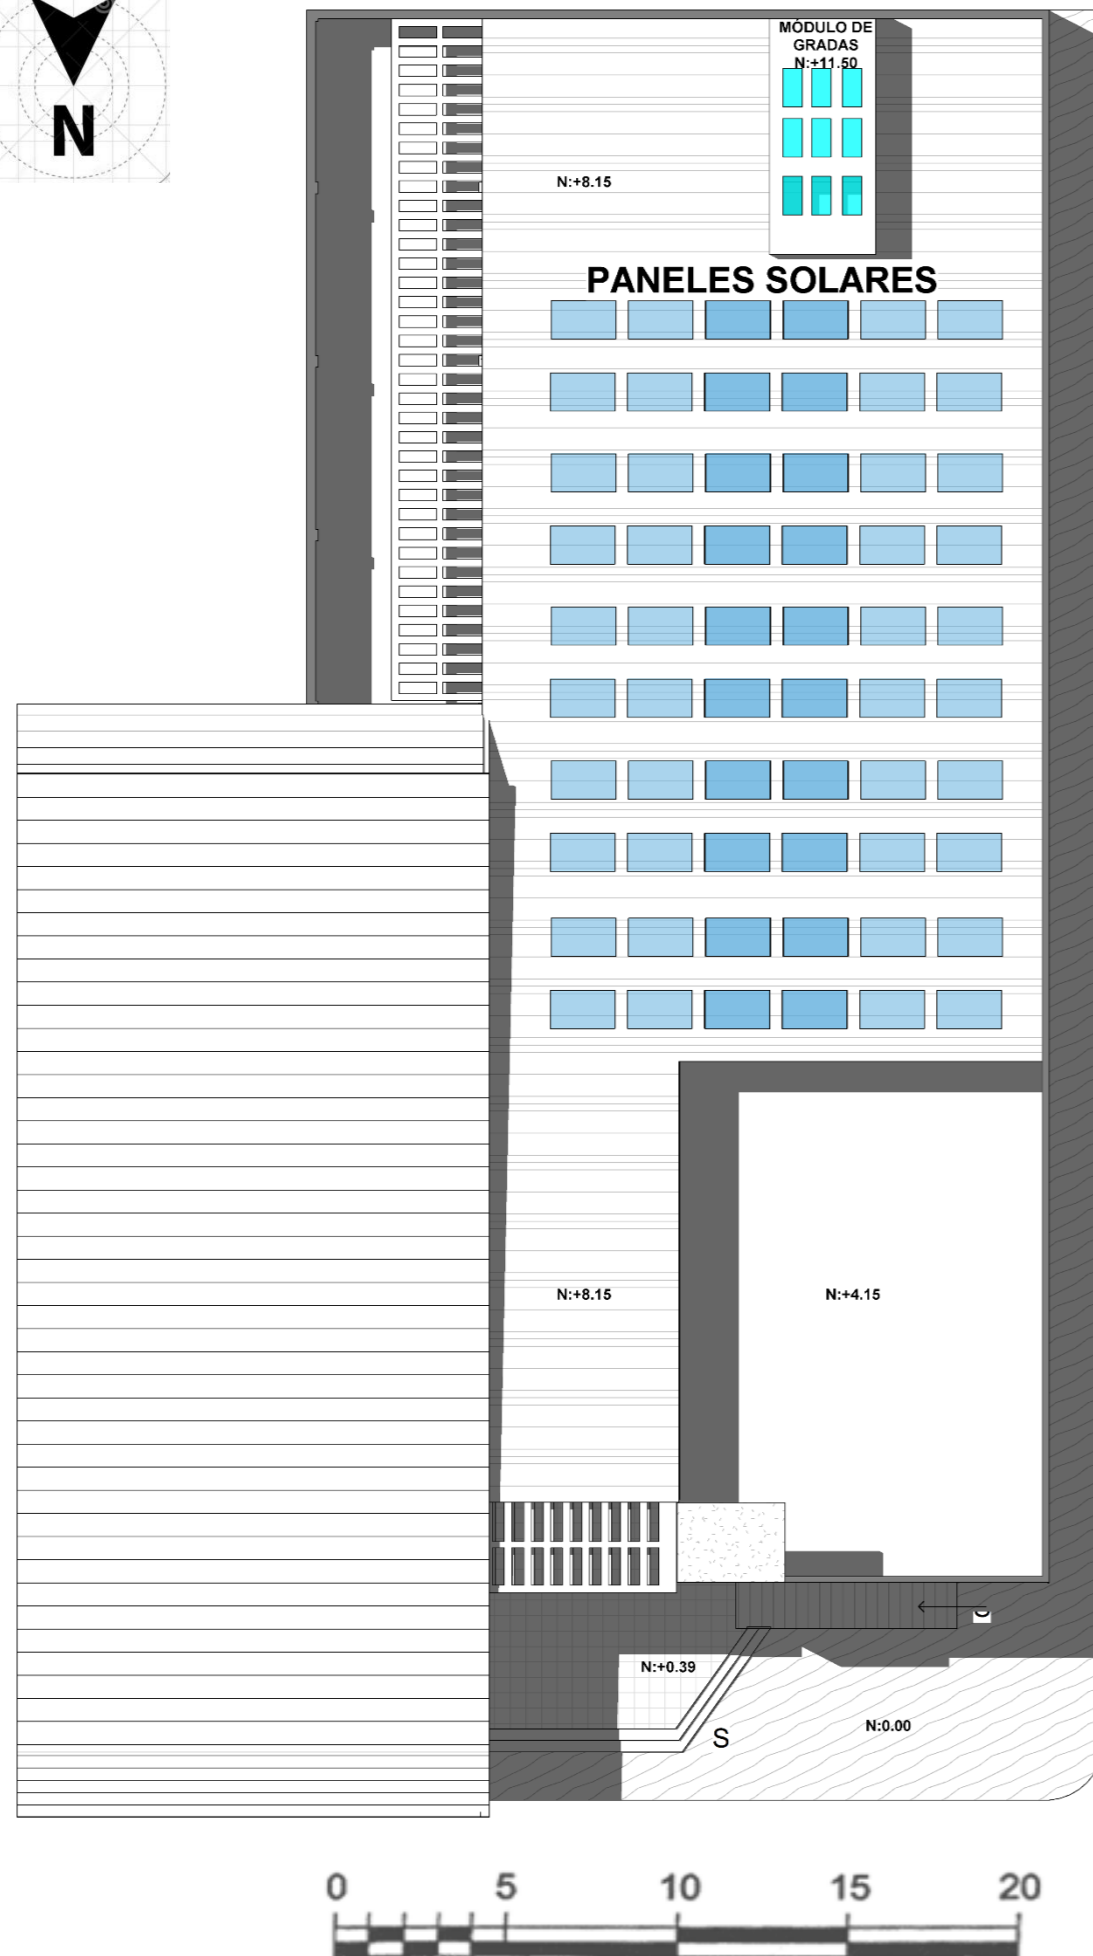 N
MÓDULO DE
GRADAS
N:+11.50
N:+8.15
PANELES SOLARES
N:+8.15
N:+4.15
N:+0.39
S
N:0.00
0 5 10 15 20